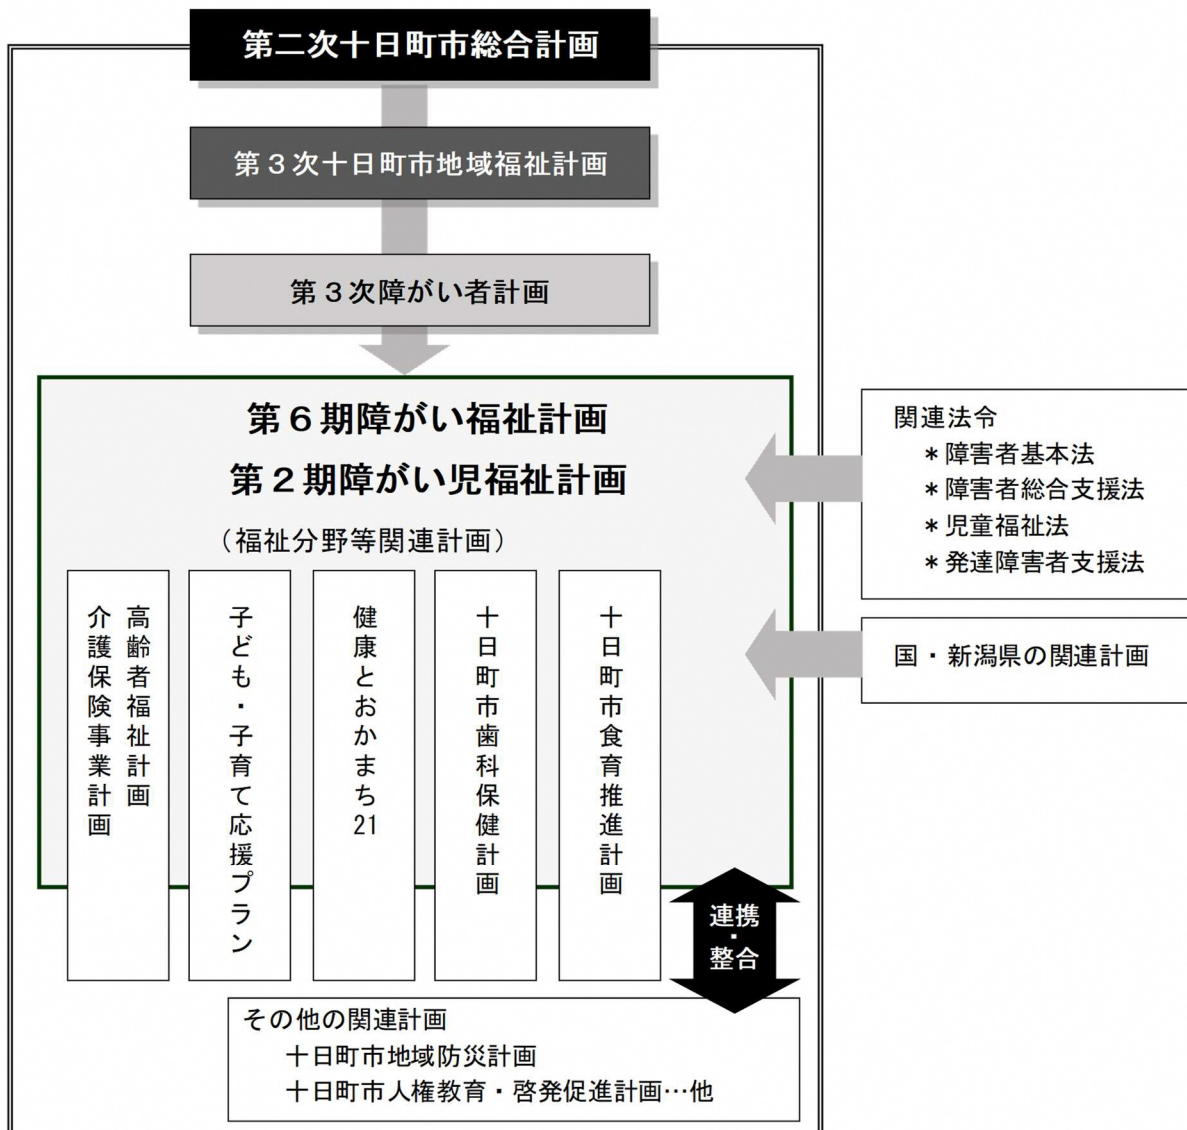 第二次十日町市総合計画
第３次十日町市地域福祉計画
第３次障がい者計画
第６期障がい福祉計画
第２期障がい児福祉計画
（福祉分野等関連計画）
高齢者福祉計画
介護保険事業計画
子ども・子育て応援プラン
健康とおかまち21
十日町市歯科保健計画
十日町市食育推進計画
関連法令
＊障害者基本法
＊障害者総合支援法
＊児童福祉法
＊発達障害者支援法
国・新潟県の関連計画
連携
・
整合
その他の関連計画
十日町市地域防災計画
十日町市人権教育・啓発促進計画…他